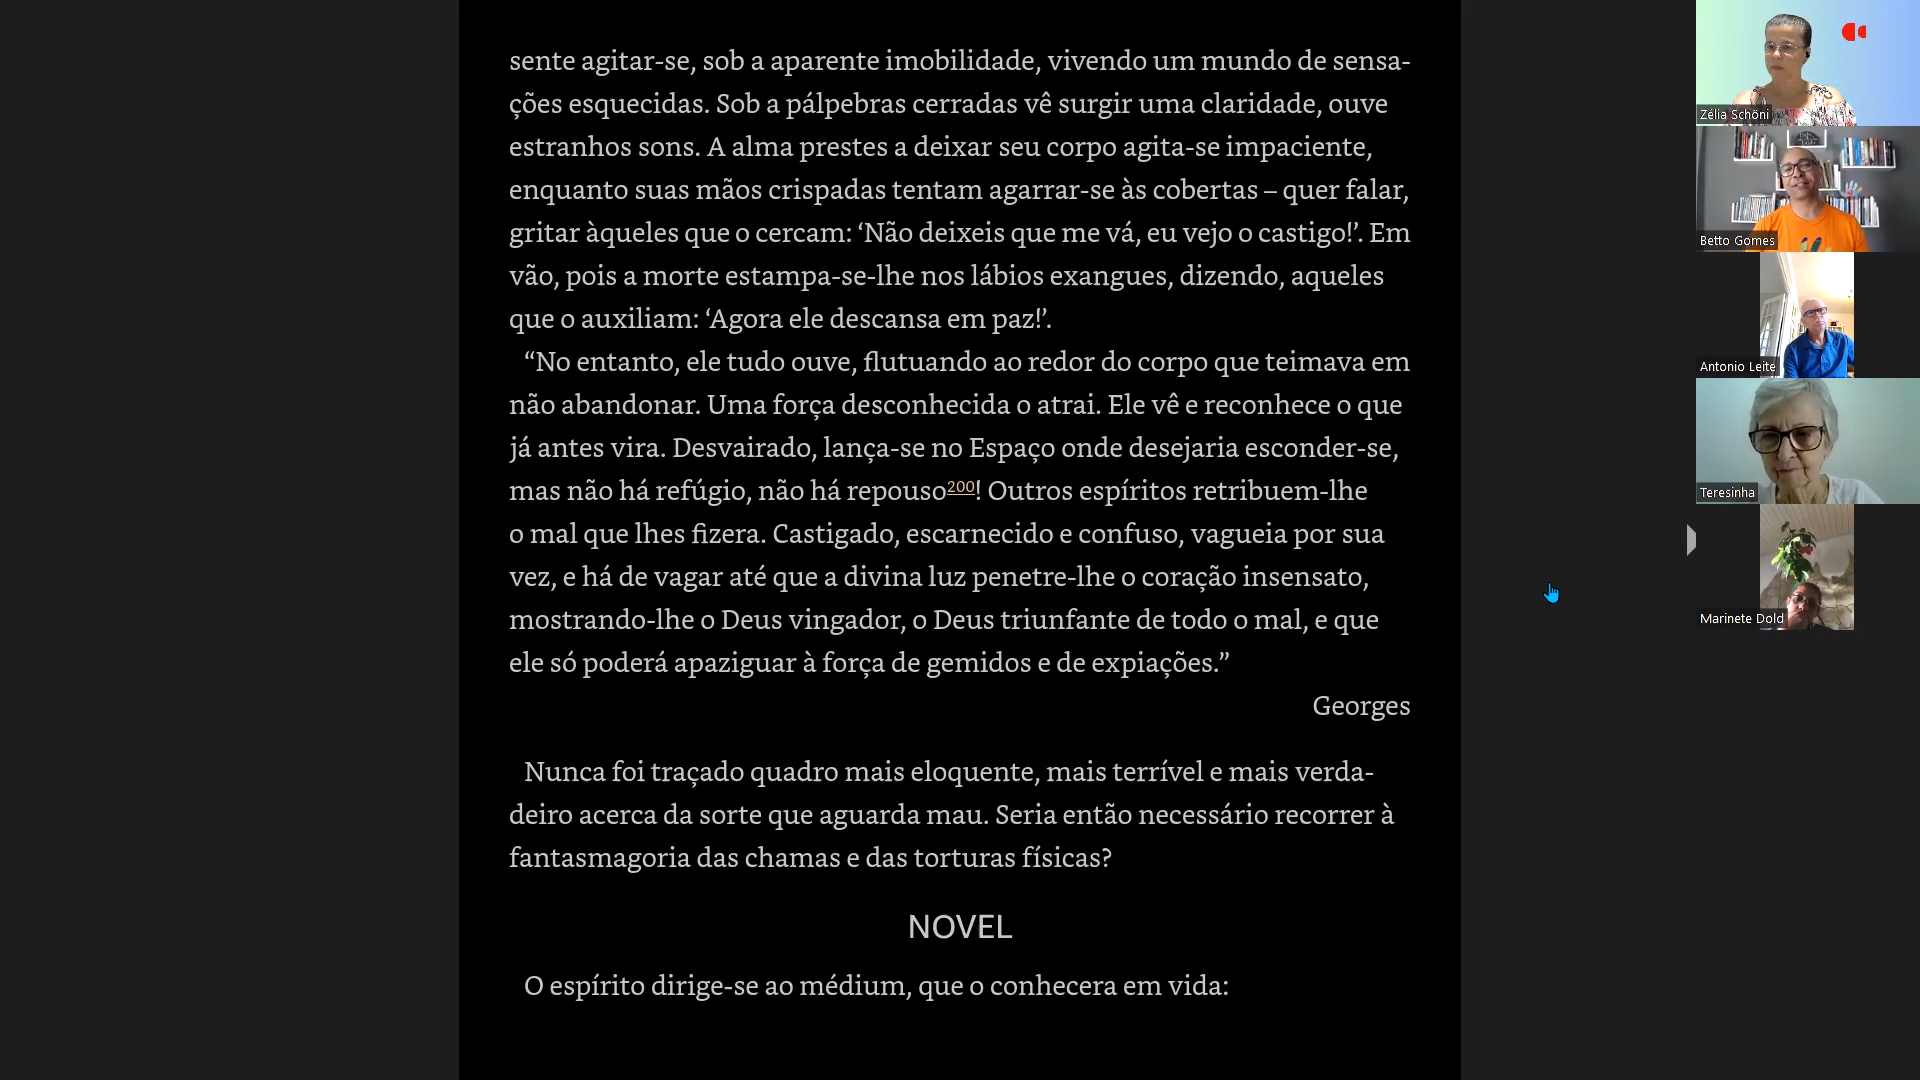 sente agitar-se, sob a aparente imobilidade, vivendo um mundo de sensa-
ções esquecidas. Sob a pálpebras cerradas vê surgir uma claridade, ouve
estranhos sons. A alma prestes a deixar seu corpo agita-se impaciente,
enquanto suas mãos crispadas tentam agarrar-se às cobertas – quer falar,
gritar àqueles que o cercam: ‘Não deixeis que me vá, eu vejo o castigo!’. Em
vão, pois a morte estampa-se-lhe nos lábios exangues, dizendo, aqueles
que o auxiliam: ‘Agora ele descansa em paz!’.
“No entanto, ele tudo ouve, flutuando ao redor do corpo que teimava em
não abandonar. Uma força desconhecida o atrai. Ele vê e reconhece o que
já antes vira. Desvairado, lança-se no Espaço onde desejaria esconder-se,
mas não há refúgio, não há repouso200! Outros espíritos retribuem-lhe
o mal que lhes fizera. Castigado, escarnecido e confuso, vagueia por sua
vez, e há de vagar até que a divina luz penetre-lhe o coração insensato,
mostrando-lhe o Deus vingador, o Deus triunfante de todo o mal, e que
ele só poderá apaziguar à força de gemidos e de expiações.”
Georges
Nunca foi traçado quadro mais eloquente, mais terrível e mais verda-
deiro acerca da sorte que aguarda mau. Seria então necessário recorrer à
fantasmagoria das chamas e das torturas físicas?
NOVEL
O espírito dirige-se ao médium, que o conhecera em vida:
Zélia Schöni
Betto Gomes
Antonio Leite
Teresinha
Marinete Dold